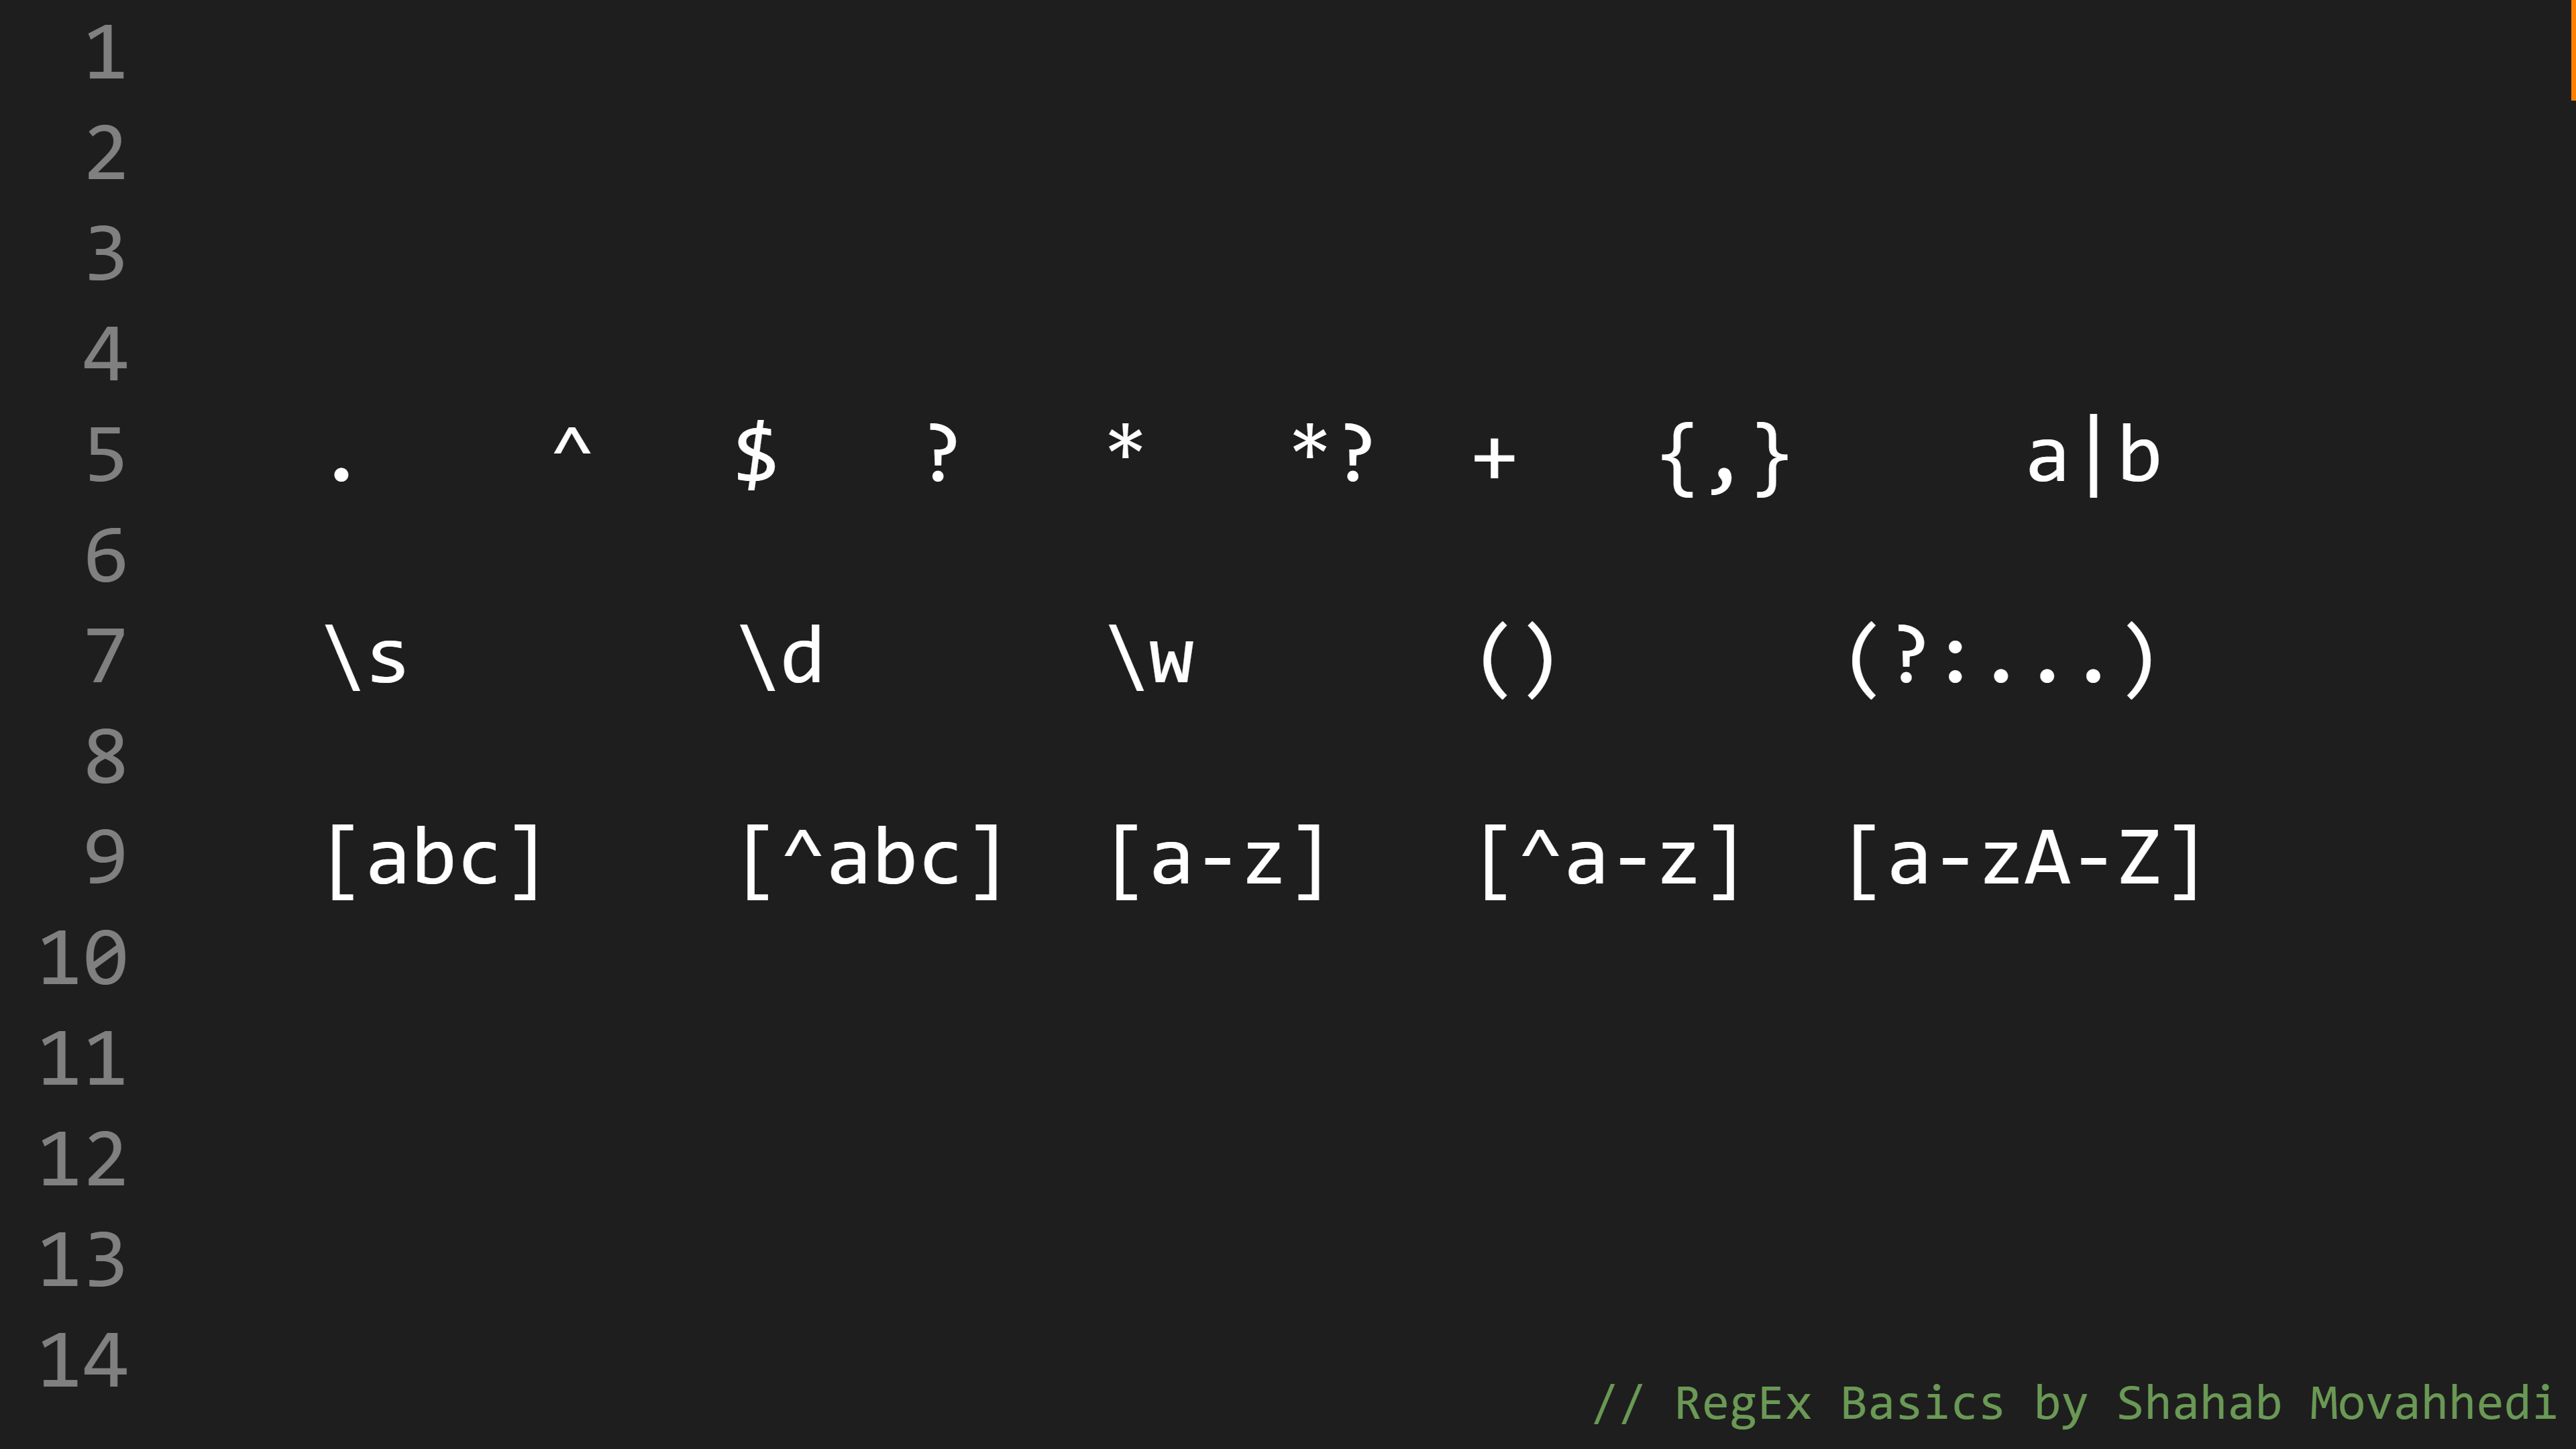 1
2
3
4
5 . ^ $ ? * *? + {,} a|b
6
7 \s \d \w () (?:...)
8
9 [abc] [^abc] [a-z] [^a-z] [a-zA-Z]
10
11
12
13
14
// RegEx Basics by Shahab Movahhedi